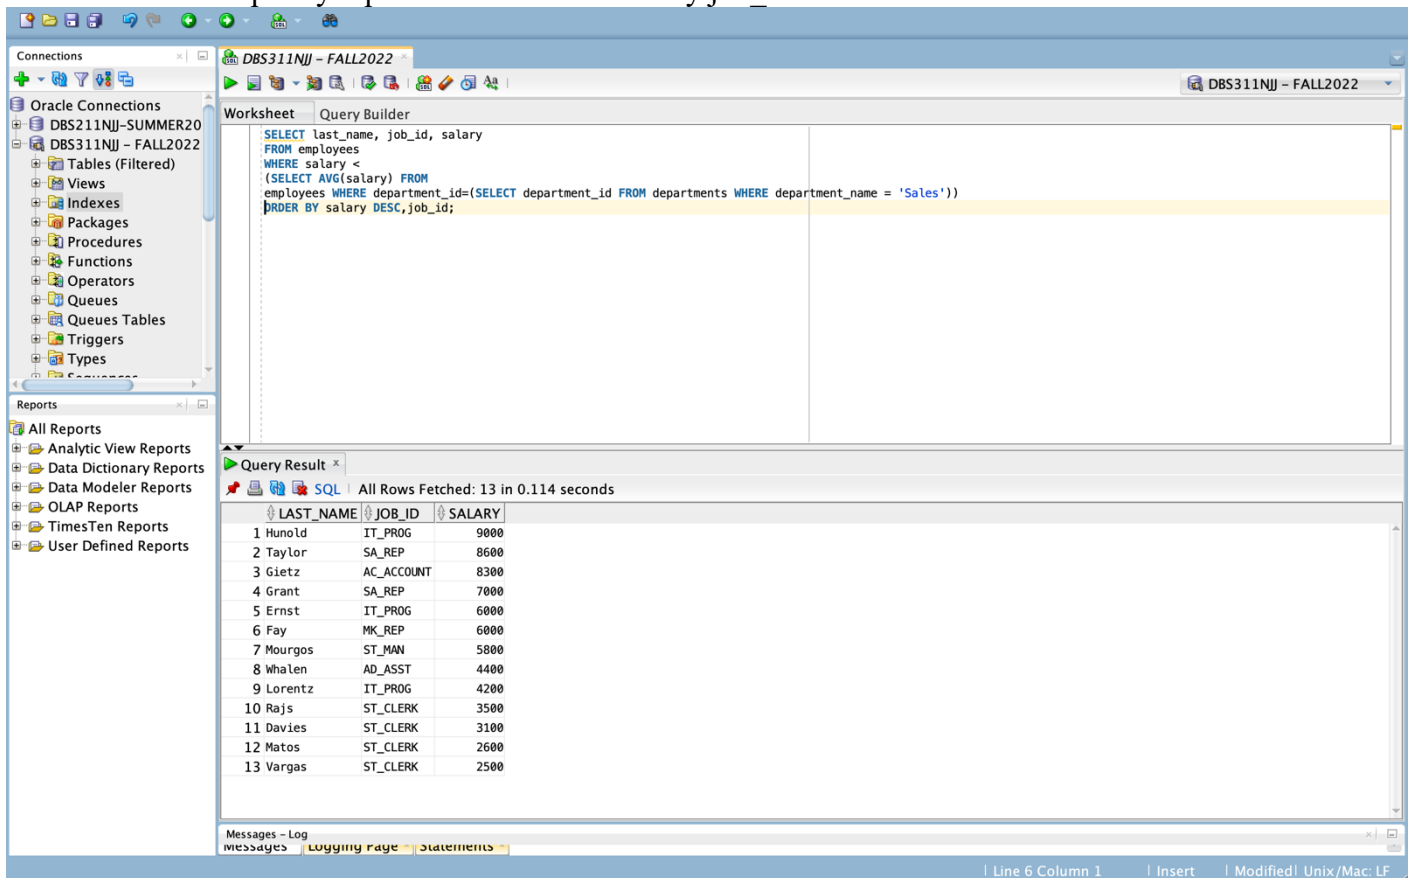 Connections
DBS311NJJ – FALL2022
DBS311NJJ – FALL2022
Oracle Connections
DBS211NJJ-SUMMER20
DBS311NJJ – FALL2022
Tables (Filtered)
Views
Indexes
Packages
Procedures
Functions
Operators
Queues
Queues Tables
Triggers
Types
Reports
All Reports
Analytic View Reports
Data Dictionary Reports
Data Modeler Reports
OLAP Reports
TimesTen Reports
User Defined Reports
Worksheet Query Builder
SELECT last_name, job_id, salary
FROM employees
WHERE salary <
(SELECT AVG(salary) FROM
employees WHERE department_id=(SELECT department_id FROM departments WHERE department_name = 'Sales'))
ORDER BY salary DESC,job_id;
Query Result
SQL All Rows Fetched: 13 in 0.114 seconds
LAST_NAME JOB_ID SALARY
1 Hunold IT_PROG 9000
2 Taylor SA_REP 8600
3 Gietz AC_ACCOUNT 8300
4 Grant SA_REP 7000
5 Ernst IT_PROG 6000
6 Fay MK_REP 6000
7 Mourgos ST_MAN 5800
8 Whalen AD_ASST 4400
9 Lorentz IT_PROG 4200
10 Rajs ST_CLERK 3500
11 Davies ST_CLERK 3100
12 Matos ST_CLERK 2600
13 Vargas ST_CLERK 2500
Messages – Log
Messages Logging Page Statements
Line 6 Column 1 Insert Modified Unix/Mac: LF